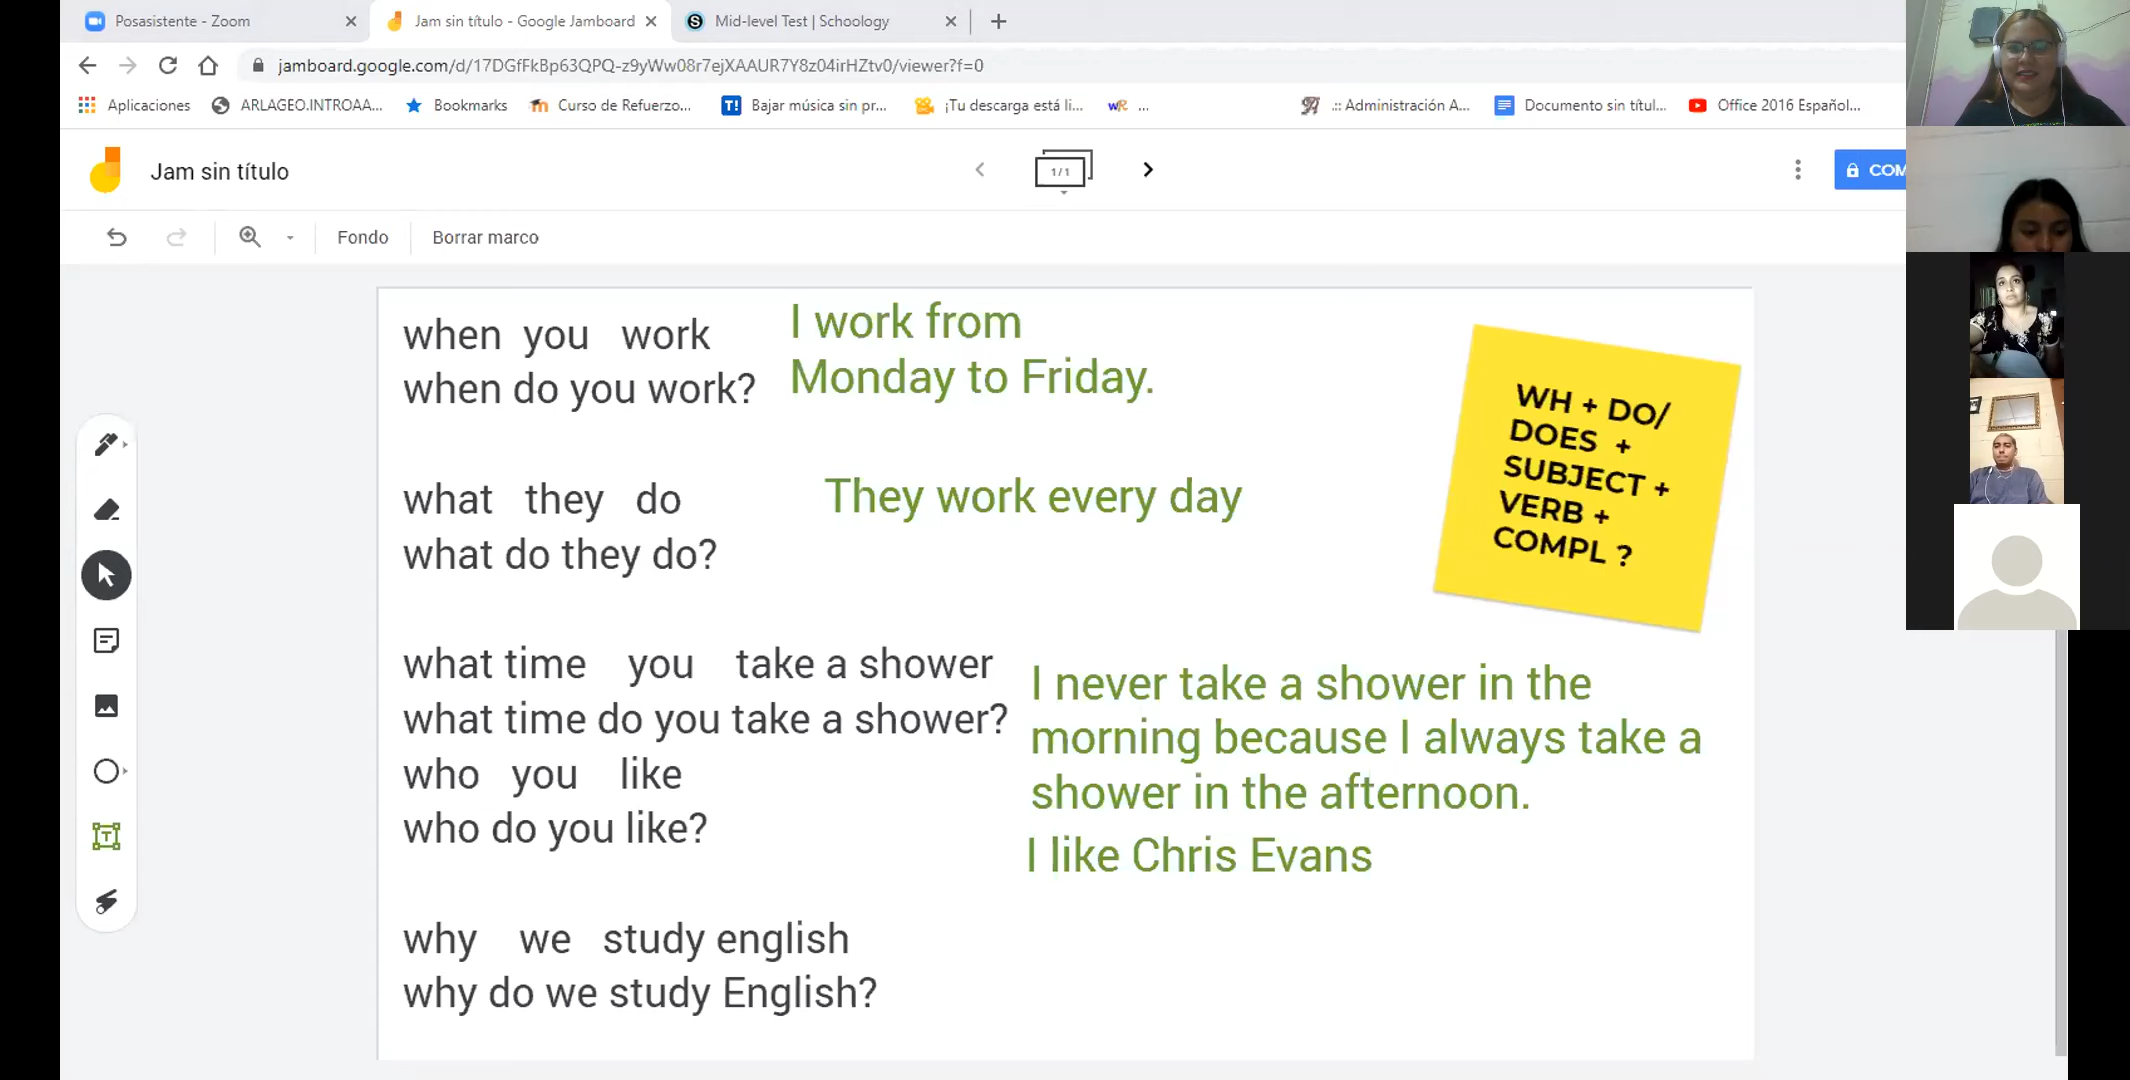 Posasistente - Zoom
Jam sin título - Google Jamboard
Mid-level Test | Schoology
jamboard.google.com/d/17DGfFkBp63QPQ-z9yWw08r7ejXAAUR7Y8z04irHZtv0/viewer?f=0
Aplicaciones
ARLAGEO.INTROAA...
Bookmarks
Curso de Refuerzo...
Bajar música sin pr...
¡Tu descarga está li...
...
.:: Administración A...
Documento sin títul...
Office 2016 Español...
Jam sin título
1/1
COM
Fondo
Borrar marco
when you work
when do you work?
I work from
Monday to Friday.
WH + DO/
DOES +
SUBJECT +
VERB +
COMPL ?
what they do
what do they do?
They work every day
what time you take a shower
what time do you take a shower?
I never take a shower in the
morning because I always take a
shower in the afternoon.
who you like
who do you like?
I like Chris Evans
why we study english
why do we study English?